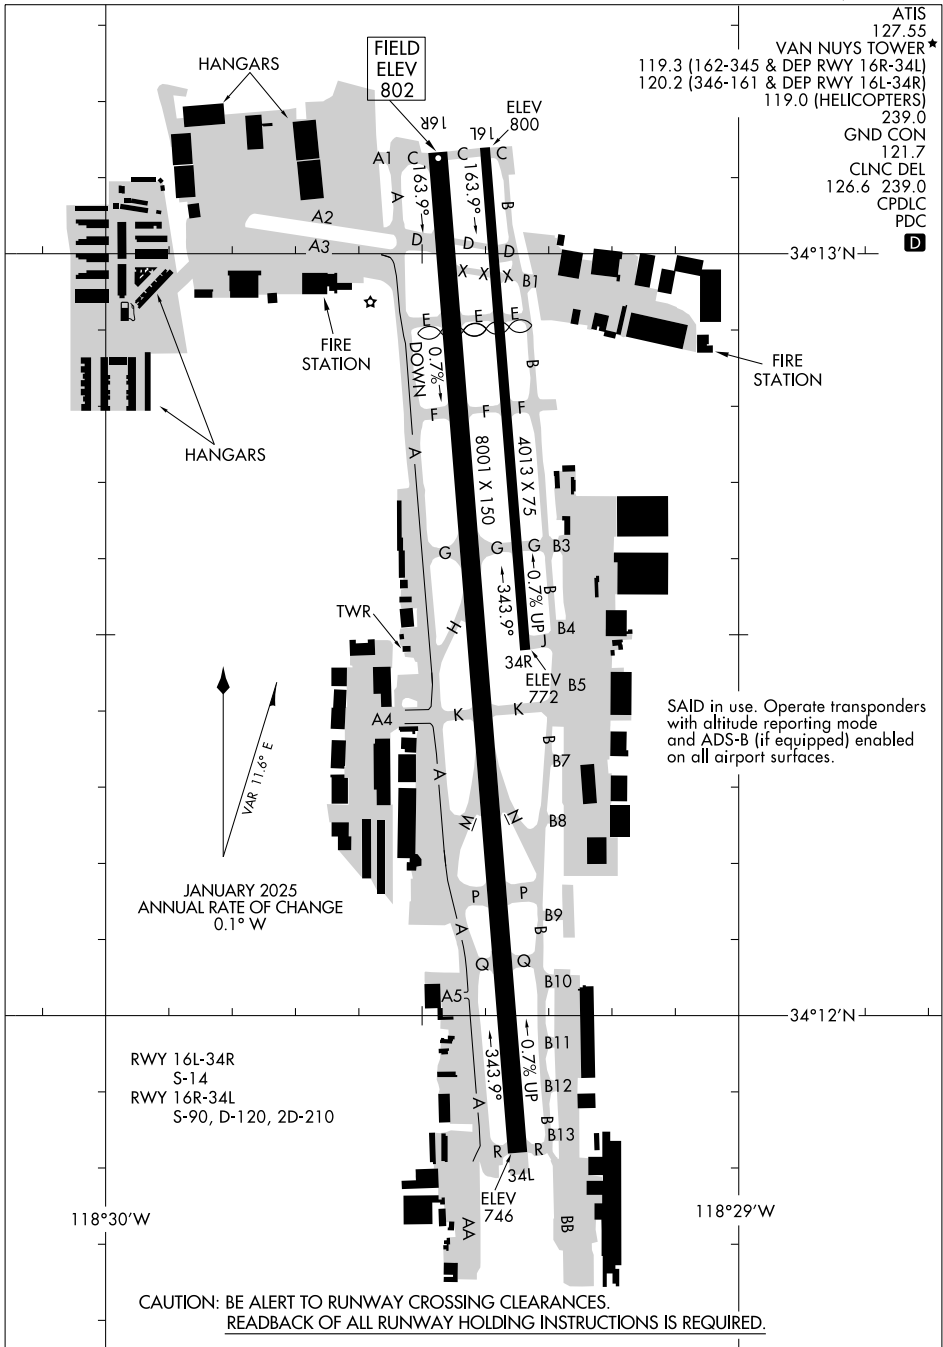 ATIS
127.55
VAN NUYS TOWER★
119.3 (162-345 & DEP RWY 16R-34L)
120.2 (346-161 & DEP RWY 16L-34R)
119.0 (HELICOPTERS)
239.0
GND CON
121.7
CLNC DEL
126.6 239.0
CPDLC
PDC
D
HANGARS
FIELD
ELEV
802
16R
16L
ELEV
800
A1
C
C
C
163.9°
163.9°
A
B
A2
A3
D
D
D
34°13'N
X
X
X
B1
E
E
E
FIRE
STATION
FIRE
STATION
0.7%
DOWN
B
F
F
F
HANGARS
A
8001 X 150
4013 X 75
G
G
G
B3
343.9°
0.7% UP
B
H
TWR
B4
J
34R
ELEV
772
B5
A4
K
K
SAID in use. Operate transponders
with altitude reporting mode
and ADS-B (if equipped) enabled
on all airport surfaces.
VAR 11.6° E
B
B7
A
M
N
B8
JANUARY 2025
ANNUAL RATE OF CHANGE
0.1° W
P
P
B9
A
B
Q
Q
B10
A5
34°12'N
343.9°
0.7% UP
B11
RWY 16L-34R
S-14
RWY 16R-34L
S-90, D-120, 2D-210
B12
A
B
B13
R
R
34L
ELEV
746
118°30'W
118°29'W
AA
BB
CAUTION: BE ALERT TO RUNWAY CROSSING CLEARANCES.
READBACK OF ALL RUNWAY HOLDING INSTRUCTIONS IS REQUIRED.